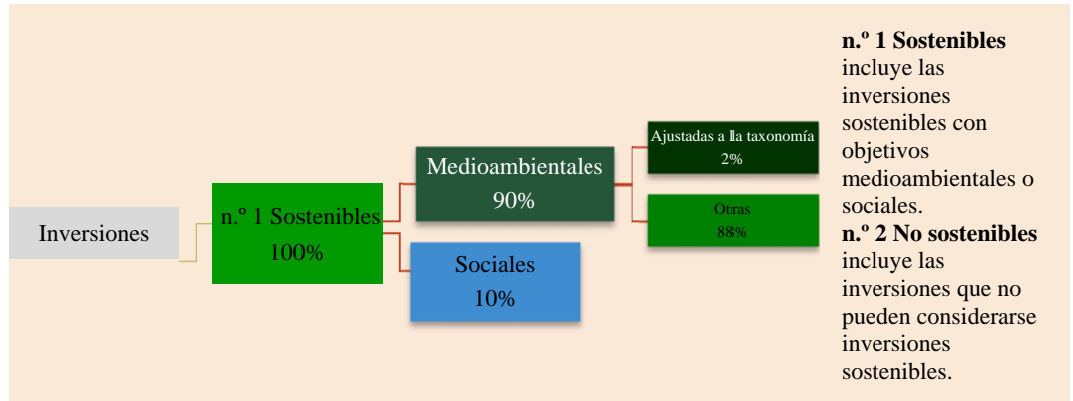 Inversiones
n.º 1 Sostenibles
100%
Medioambientales
90%
Sociales
10%
Ajustadas a la taxonomía
2%
Otras
88%
n.º 1 Sostenibles
incluye las
inversiones
sostenibles con
objetivos
medioambientales o
sociales.
n.º 2 No sostenibles
incluye las
inversiones que no
pueden considerarse
inversiones
sostenibles.